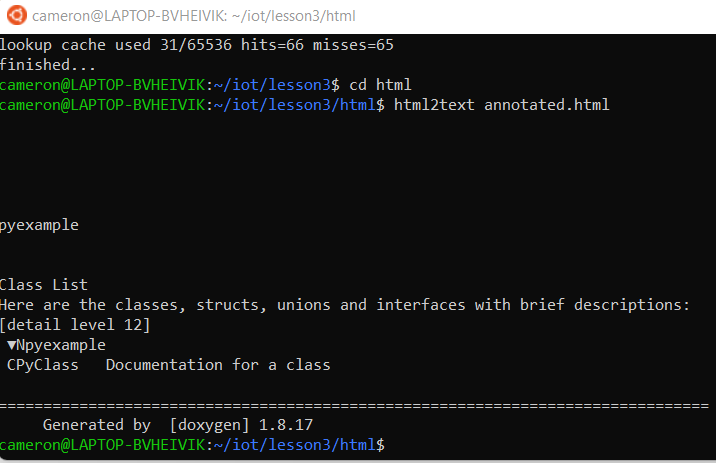 cameron@LAPTOP-BVHEIVIK: ~/iot/lesson3/html
lookup cache used 31/65536 hits=66 misses=65
finished...
cameron@LAPTOP-BVHEIVIK:~/iot/lesson3$ cd html
cameron@LAPTOP-BVHEIVIK:~/iot/lesson3/html$ html2text annotated.html
pyexample
Class List
Here are the classes, structs, unions and interfaces with brief descriptions:
[detail level 12]
▼Npyexample
CPyClass   Documentation for a class
===============================================================================
Generated by  [doxygen] 1.8.17
cameron@LAPTOP-BVHEIVIK:~/iot/lesson3/html$